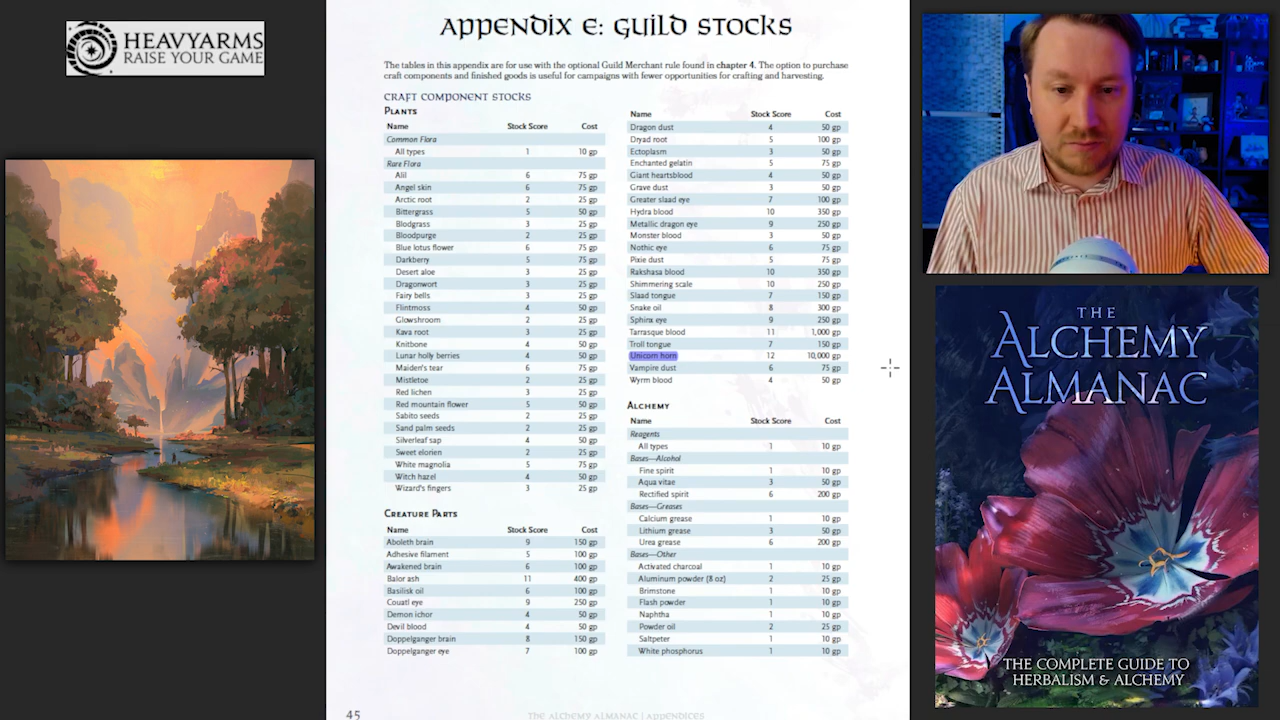 HEAVYARMS
RAISE YOUR GAME
APPENDIX E: GUILD STOCKS
The tables in this appendix are for use with the optional Guild Merchant rule found in chapter 4. The option to purchase
craft components and finished goods is useful for campaigns with fewer opportunities for crafting and harvesting.
CRAFT COMPONENT STOCKS
PLANTS
Name Stock Score Cost
Common Flora
All types 1 10 gp
Rare Flora
Alil 6 75 gp
Angel skin 6 75 gp
Arctic root 2 25 gp
Bittergrass 5 50 gp
Blodgrass 3 25 gp
Bloodpurge 2 25 gp
Blue lotus flower 6 75 gp
Darkberry 5 75 gp
Desert aloe 3 25 gp
Dragonwort 3 25 gp
Fairy bells 3 25 gp
Flintmoss 4 50 gp
Glowshroom 2 25 gp
Kava root 3 25 gp
Knitbone 4 50 gp
Lunar holly berries 4 50 gp
Maiden's tear 6 75 gp
Mistletoe 2 25 gp
Red lichen 3 25 gp
Red mountain flower 5 50 gp
Sabito seeds 2 25 gp
Sand palm seeds 2 25 gp
Silverleaf sap 4 50 gp
Sweet elorien 2 25 gp
White magnolia 5 75 gp
Witch hazel 4 50 gp
Wizard's fingers 3 25 gp
CREATURE PARTS
Name Stock Score Cost
Aboleth brain 9 150 gp
Adhesive filament 5 100 gp
Awakened brain 6 100 gp
Balor ash 11 400 gp
Basilisk oil 6 100 gp
Couatl eye 9 250 gp
Demon ichor 4 50 gp
Devil blood 4 50 gp
Doppelganger brain 8 150 gp
Doppelganger eye 7 100 gp
Name Stock Score Cost
Dragon dust 4 50 gp
Dryad root 5 100 gp
Ectoplasm 3 50 gp
Enchanted gelatin 5 75 gp
Giant heartsblood 4 50 gp
Grave dust 3 50 gp
Greater slaad eye 7 100 gp
Hydra blood 10 350 gp
Metallic dragon eye 9 250 gp
Monster blood 3 50 gp
Nothic eye 6 75 gp
Pixie dust 5 75 gp
Rakshasa blood 10 350 gp
Shimmering scale 10 250 gp
Slaad tongue 7 150 gp
Snake oil 8 300 gp
Sphinx eye 9 250 gp
Tarrasque blood 11 1,000 gp
Troll tongue 7 150 gp
Unicorn horn 12 10,000 gp
Vampire dust 6 75 gp
Wyrm blood 4 50 gp
ALCHEMY
Name Stock Score Cost
Reagents
All types 1 10 gp
Bases—Alcohol
Fine spirit 1 10 gp
Aqua vitae 3 50 gp
Rectified spirit 6 200 gp
Bases—Greases
Calcium grease 1 10 gp
Lithium grease 3 50 gp
Urea grease 6 200 gp
Bases—Other
Activated charcoal 1 10 gp
Aluminum powder (8 oz) 2 25 gp
Brimstone 1 10 gp
Flash powder 1 10 gp
Naphtha 1 10 gp
Powder oil 2 25 gp
Saltpeter 1 10 gp
White phosphorus 1 10 gp
45
THE ALCHEMY ALMANAC | APPENDICES
THE
ALCHEMY
ALMANAC
THE COMPLETE GUIDE TO
HERBALISM & ALCHEMY